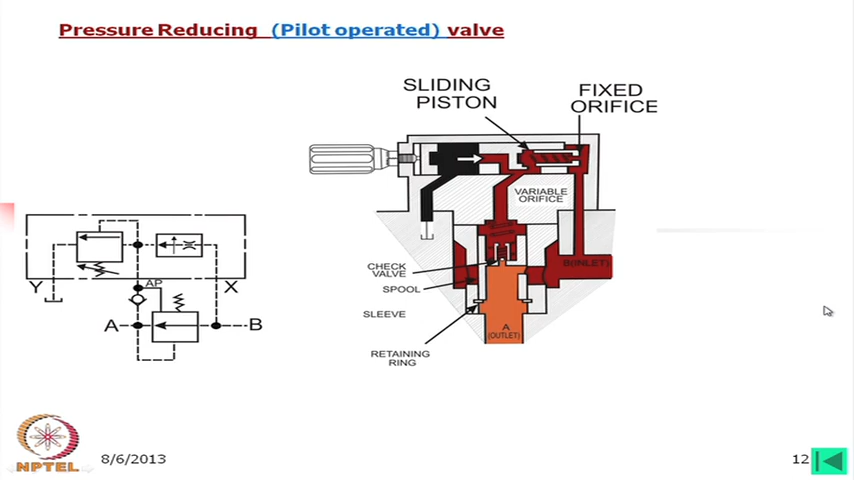 Pressure Reducing (Pilot operated) valve
SLIDING
PISTON
FIXED
ORIFICE
VARIABLE
ORIFICE
CHECK
VALVE
SPOOL
SLEEVE
RETAINING
RING
B(INLET)
A
(OUTLET)
Y
X
AP
A
B
NPTEL
8/6/2013
12